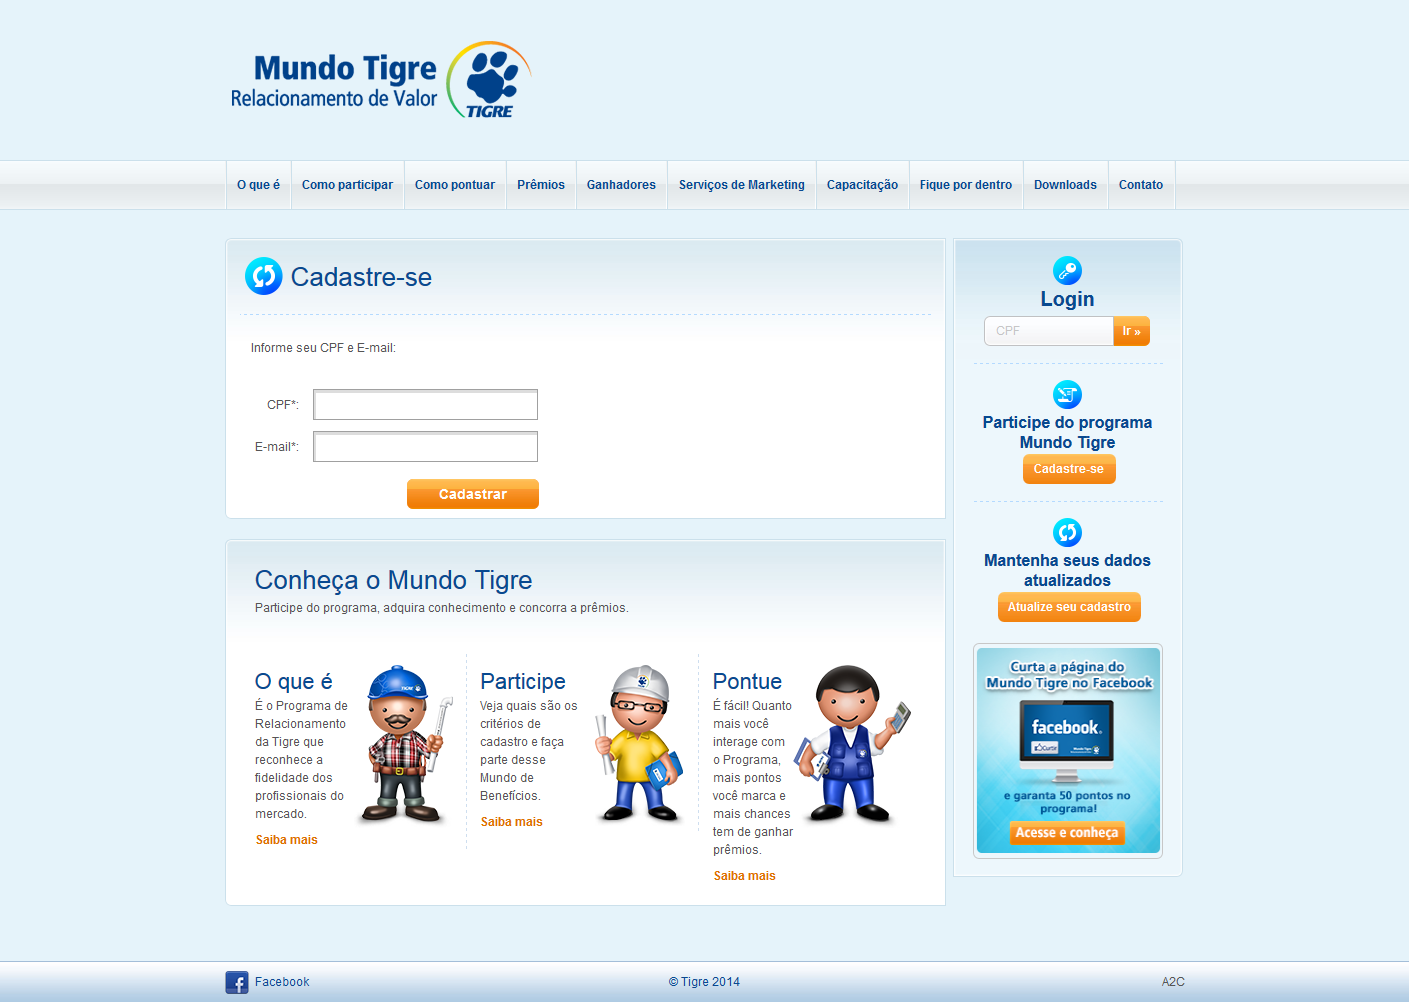 Mundo Tigre
Relacionamento de Valor
TIGRE
O que é
Como participar
Como pontuar
Prêmios
Ganhadores
Serviços de Marketing
Capacitação
Fique por dentro
Downloads
Contato
Cadastre-se
Informe seu CPF e E-mail:
CPF*:
E-mail*:
Cadastrar
Conheça o Mundo Tigre
Participe do programa, adquira conhecimento e concorra a prêmios.
O que é
É o Programa de
Relacionamento
da Tigre que
reconhece a
fidelidade dos
profissionais do
mercado.
Saiba mais
TIGRE
Participe
Veja quais são os
critérios de
cadastro e faça
parte desse
Mundo de
Benefícios.
Saiba mais
Pontue
É fácil! Quanto
mais você
interage com
o Programa,
mais pontos
você marca e
mais chances
tem de ganhar
prêmios.
Saiba mais
Login
CPF
Ir »
Participe do programa
Mundo Tigre
Cadastre-se
Mantenha seus dados
atualizados
Atualize seu cadastro
Curta a página do
Mundo Tigre no Facebook
facebook
Curtir
Mundo Tigre
e garanta 50 pontos no
programa!
Acesse e conheça
Facebook
© Tigre 2014
A2C